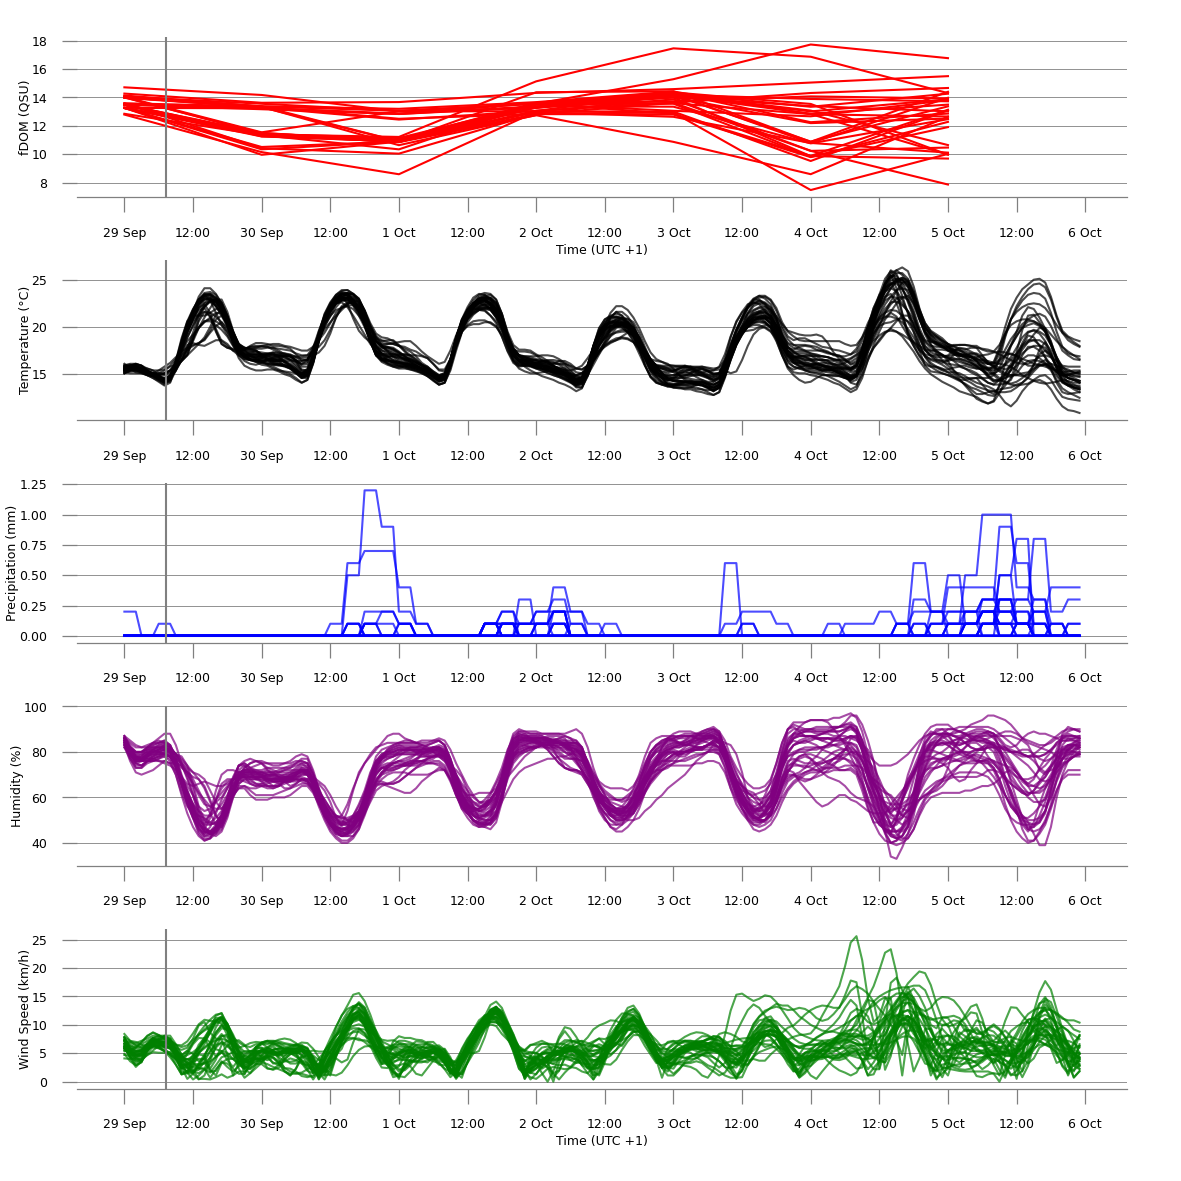 fDOM (QSU)
18
16
14
12
10
8
29 Sep 12:00 30 Sep 12:00 1 Oct 12:00 2 Oct 12:00 3 Oct 12:00 4 Oct 12:00 5 Oct 12:00 6 Oct
Time (UTC +1)
Temperature (°C)
25
20
15
29 Sep 12:00 30 Sep 12:00 1 Oct 12:00 2 Oct 12:00 3 Oct 12:00 4 Oct 12:00 5 Oct 12:00 6 Oct
Precipitation (mm)
1.25
1.00
0.75
0.50
0.25
0.00
29 Sep 12:00 30 Sep 12:00 1 Oct 12:00 2 Oct 12:00 3 Oct 12:00 4 Oct 12:00 5 Oct 12:00 6 Oct
Humidity (%)
100
80
60
40
29 Sep 12:00 30 Sep 12:00 1 Oct 12:00 2 Oct 12:00 3 Oct 12:00 4 Oct 12:00 5 Oct 12:00 6 Oct
Wind Speed (km/h)
25
20
15
10
5
0
29 Sep 12:00 30 Sep 12:00 1 Oct 12:00 2 Oct 12:00 3 Oct 12:00 4 Oct 12:00 5 Oct 12:00 6 Oct
Time (UTC +1)